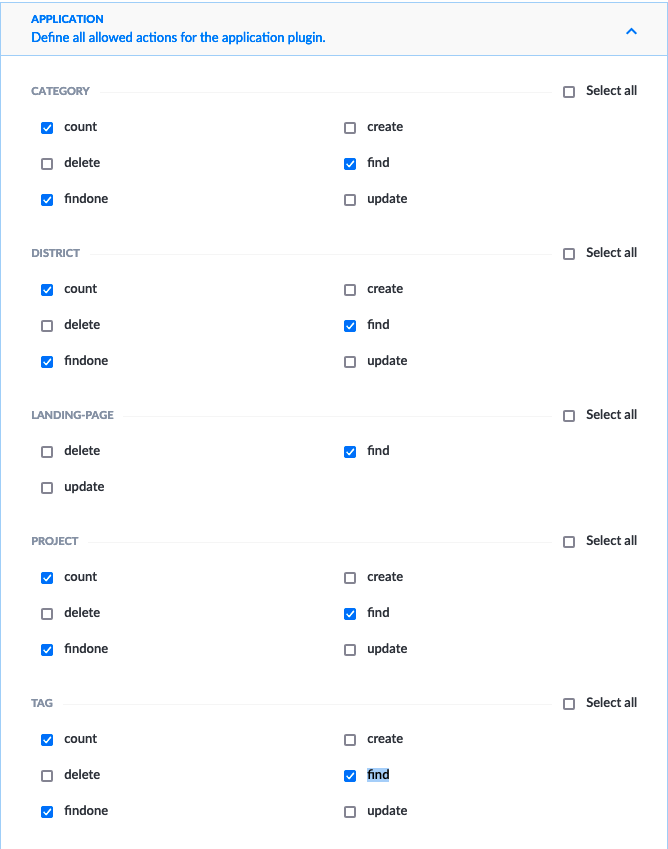 APPLICATION
Define all allowed actions for the application plugin.
CATEGORY Select all
count create
delete find
findone update
DISTRICT Select all
count create
delete find
findone update
LANDING-PAGE Select all
delete find
update
PROJECT Select all
count create
delete find
findone update
TAG Select all
count create
delete find
findone update